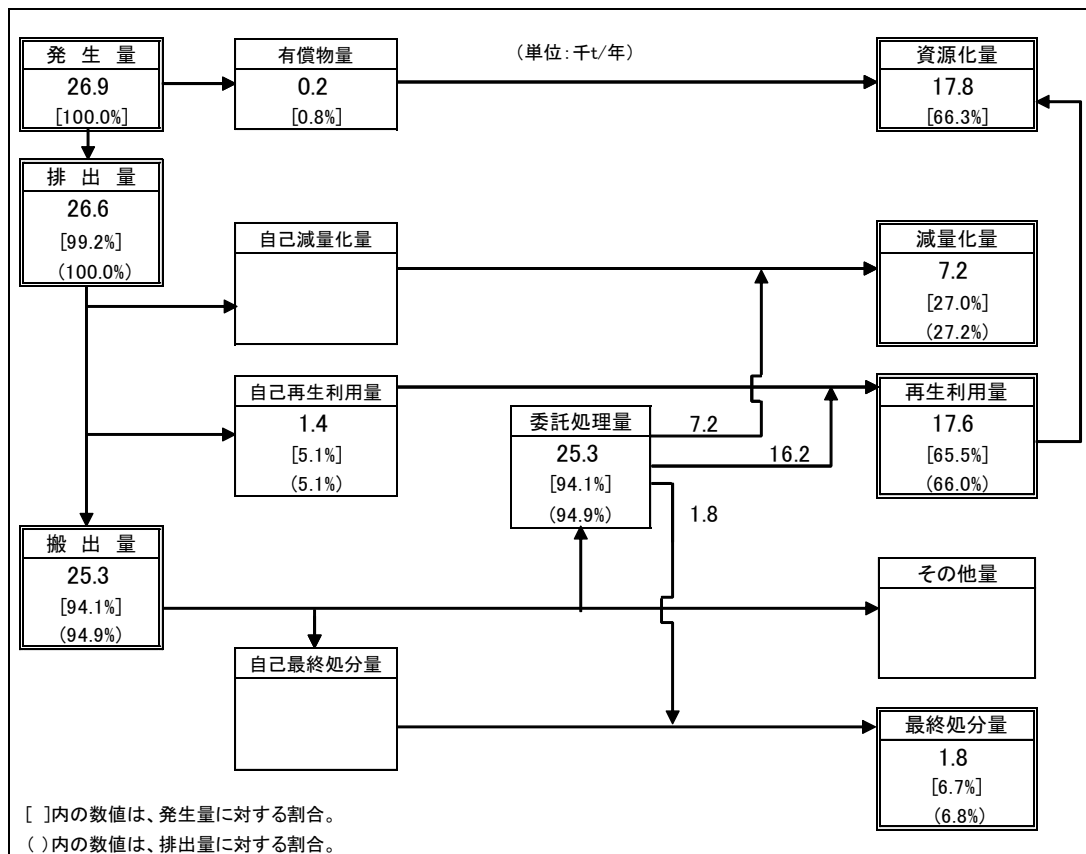 発 生 量
26.9
[100.0%]
有償物量
0.2
[0.8%]
(単位:千t/年)
資源化量
17.8
[66.3%]
排 出 量
26.6
[99.2%]
(100.0%)
自己減量化量
減量化量
7.2
[27.0%]
(27.2%)
自己再生利用量
1.4
[5.1%]
(5.1%)
委託処理量
25.3
[94.1%]
(94.9%)
7.2
16.2
1.8
再生利用量
17.6
[65.5%]
(66.0%)
搬 出 量
25.3
[94.1%]
(94.9%)
その他量
自己最終処分量
最終処分量
1.8
[6.7%]
(6.8%)
[ ]内の数値は、発生量に対する割合。
( )内の数値は、排出量に対する割合。